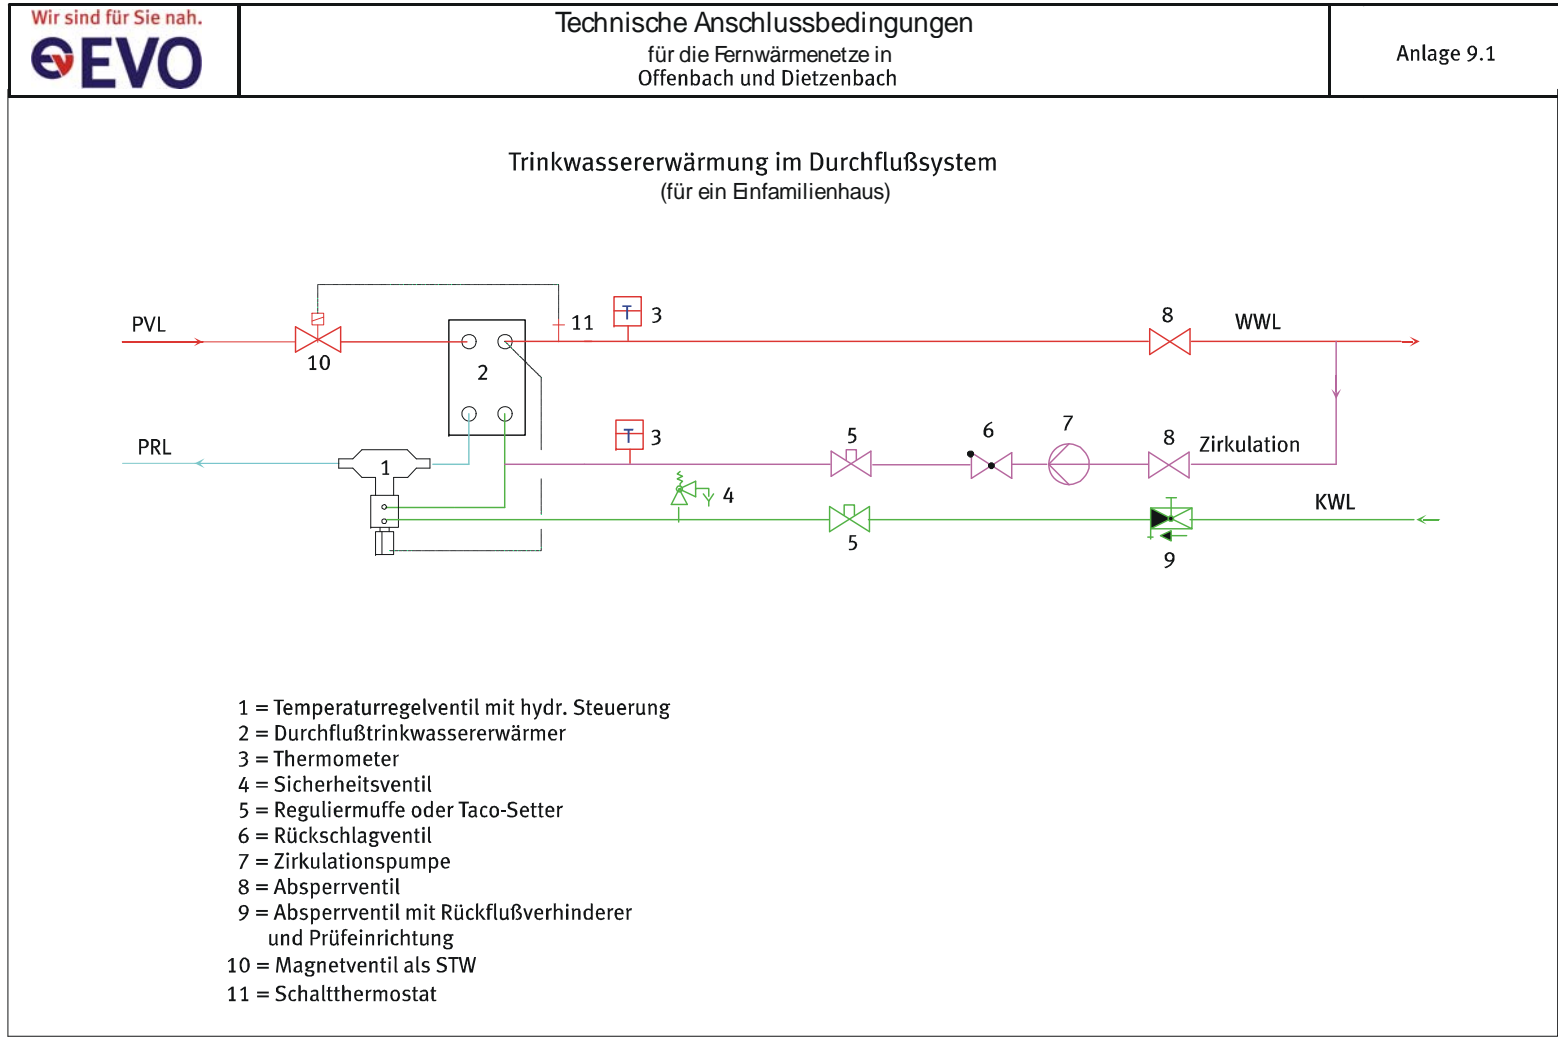 Wir sind für Sie nah.
EVO
Technische Anschlussbedingungen
für die Fernwärmenetze in
Offenbach und Dietzenbach
Anlage 9.1
Trinkwassererwärmung im Durchflußsystem
(für ein Einfamilienhaus)
PVL
10
2
11
T
3
8
WWL
PRL
1
T
3
5
6
7
8
Zirkulation
4
5
9
KWL
1 = Temperaturregelventil mit hydr. Steuerung
2 = Durchflußtrinkwassererwärmer
3 = Thermometer
4 = Sicherheitsventil
5 = Reguliermuffe oder Taco-Setter
6 = Rückschlagventil
7 = Zirkulationspumpe
8 = Absperrventil
9 = Absperrventil mit Rückflußverhinderer
und Prüfeinrichtung
10 = Magnetventil als STW
11 = Schaltthermostat